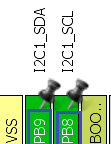 I2C1_SDA
I2C1_SCL
VSS
PB9
PB8
BOO..